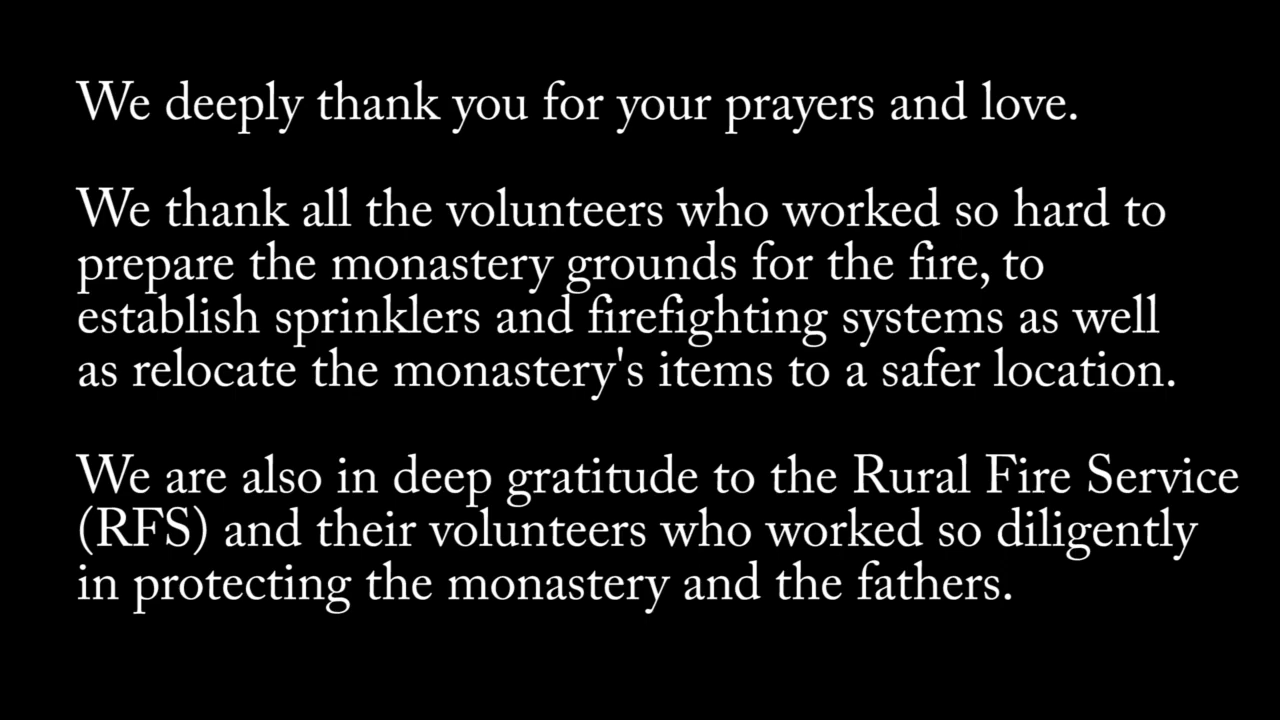 We deeply thank you for your prayers and love.
We thank all the volunteers who worked so hard to
prepare the monastery grounds for the fire, to
establish sprinklers and firefighting systems as well
as relocate the monastery's items to a safer location.
We are also in deep gratitude to the Rural Fire Service
(RFS) and their volunteers who worked so diligently
in protecting the monastery and the fathers.